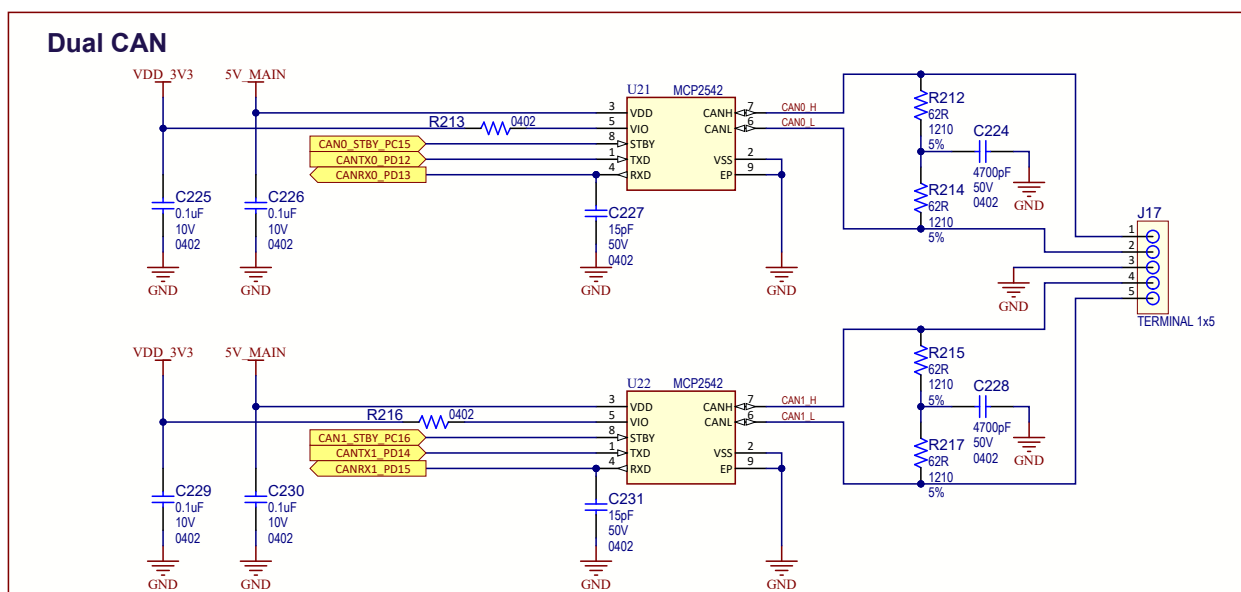 Dual CAN
VDD_3V3
5V_MAIN
U21
MCP2542
3
VDD
CANH
7
CAN0_H
R213
0402
5
VIO
CANL
6
CAN0_L
CAN0_STBY_PC15
8
STBY
CANTX0_PD12
1
TXD
VSS
2
CANRX0_PD13
4
RXD
EP
9
R212
62R
1210
5%
C224
4700pF
50V
0402
GND
R214
62R
1210
5%
C225
0.1uF
10V
0402
GND
C226
0.1uF
10V
0402
GND
C227
15pF
50V
0402
GND
GND
J17
1
2
3
4
5
GND
TERMINAL 1x5
VDD_3V3
5V_MAIN
U22
MCP2542
3
VDD
CANH
7
CAN1_H
R216
0402
5
VIO
CANL
6
CAN1_L
CAN1_STBY_PC16
8
STBY
CANTX1_PD14
1
TXD
VSS
2
CANRX1_PD15
4
RXD
EP
9
R215
62R
1210
5%
C228
4700pF
50V
0402
GND
R217
62R
1210
5%
C229
0.1uF
10V
0402
GND
C230
0.1uF
10V
0402
GND
C231
15pF
50V
0402
GND
GND